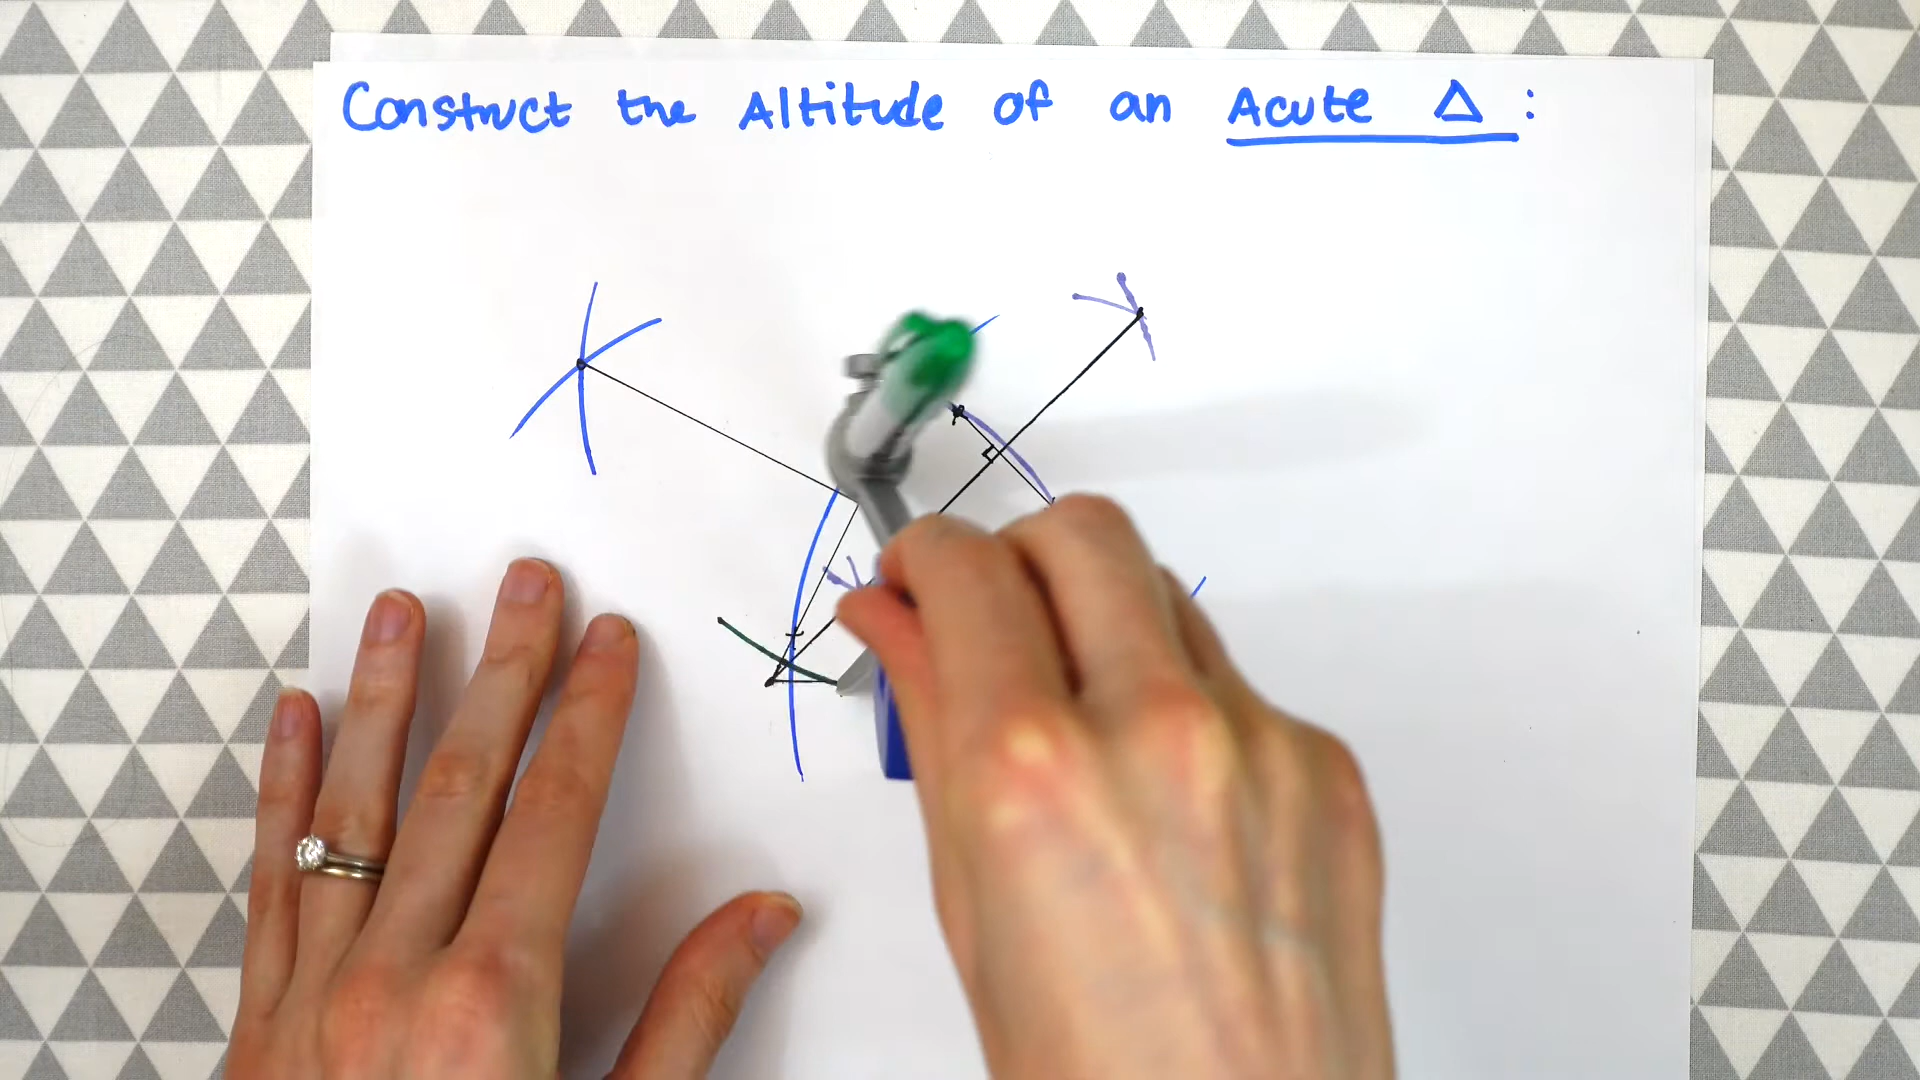 Construct the Altitude of an Acute Δ :